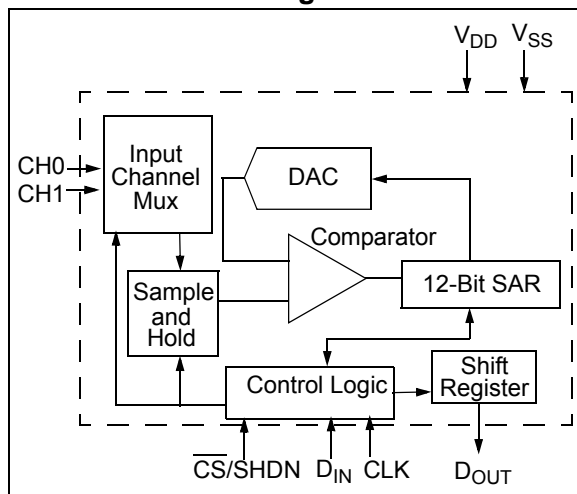 V_DD V_SS
CH0
CH1
Input
Channel
Mux
DAC
Comparator
Sample
and
Hold
12-Bit SAR
Control Logic
Shift
Register
C̅S̅/SHDN D_IN CLK D_OUT